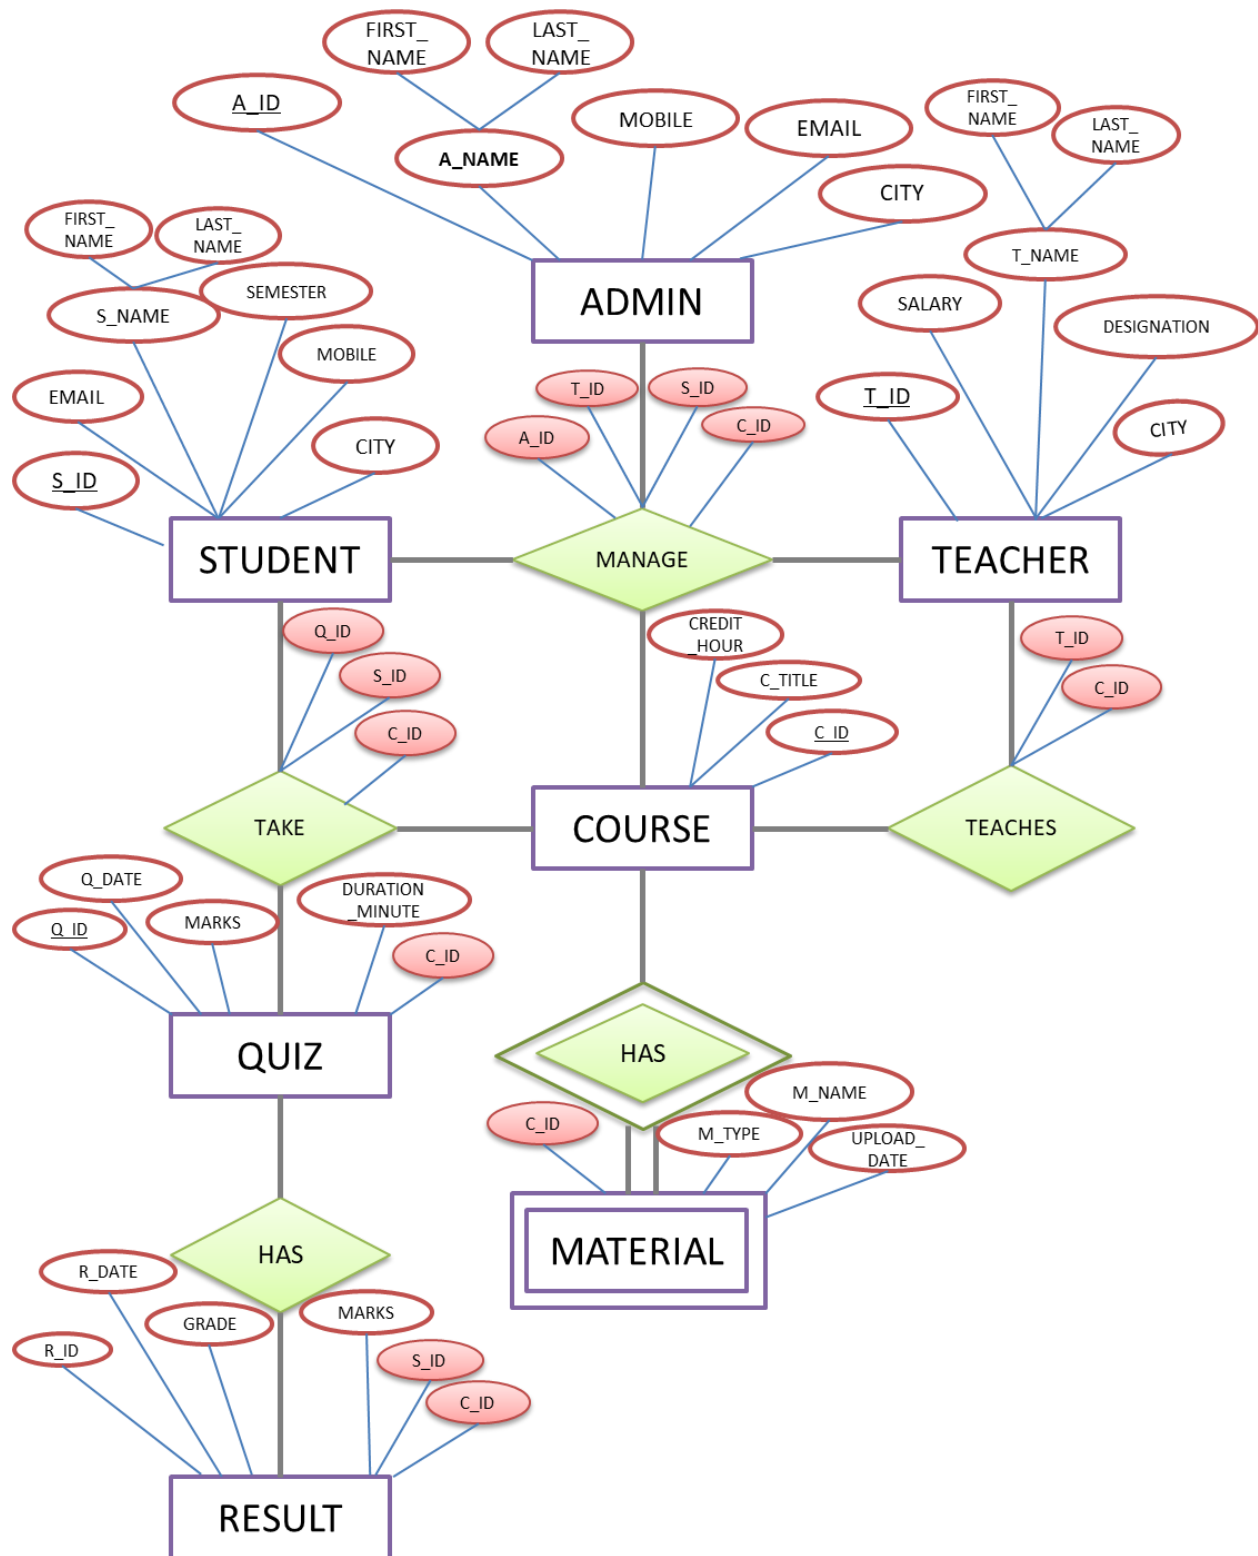 FIRST_
NAME
LAST_
NAME
A_ID
MOBILE
EMAIL
A_NAME
CITY
FIRST_
NAME
LAST_
NAME
T_NAME
SALARY
DESIGNATION
T_ID
CITY
FIRST_
NAME
LAST_
NAME
S_NAME
SEMESTER
MOBILE
EMAIL
CITY
S_ID
ADMIN
T_ID
S_ID
A_ID
C_ID
STUDENT
MANAGE
TEACHER
Q_ID
S_ID
C_ID
CREDIT
_HOUR
C_TITLE
C_ID
T_ID
C_ID
TAKE
COURSE
TEACHES
Q_DATE
Q_ID
MARKS
DURATION
_MINUTE
C_ID
QUIZ
HAS
C_ID
M_TYPE
M_NAME
UPLOAD_
DATE
MATERIAL
HAS
R_DATE
R_ID
GRADE
MARKS
S_ID
C_ID
RESULT